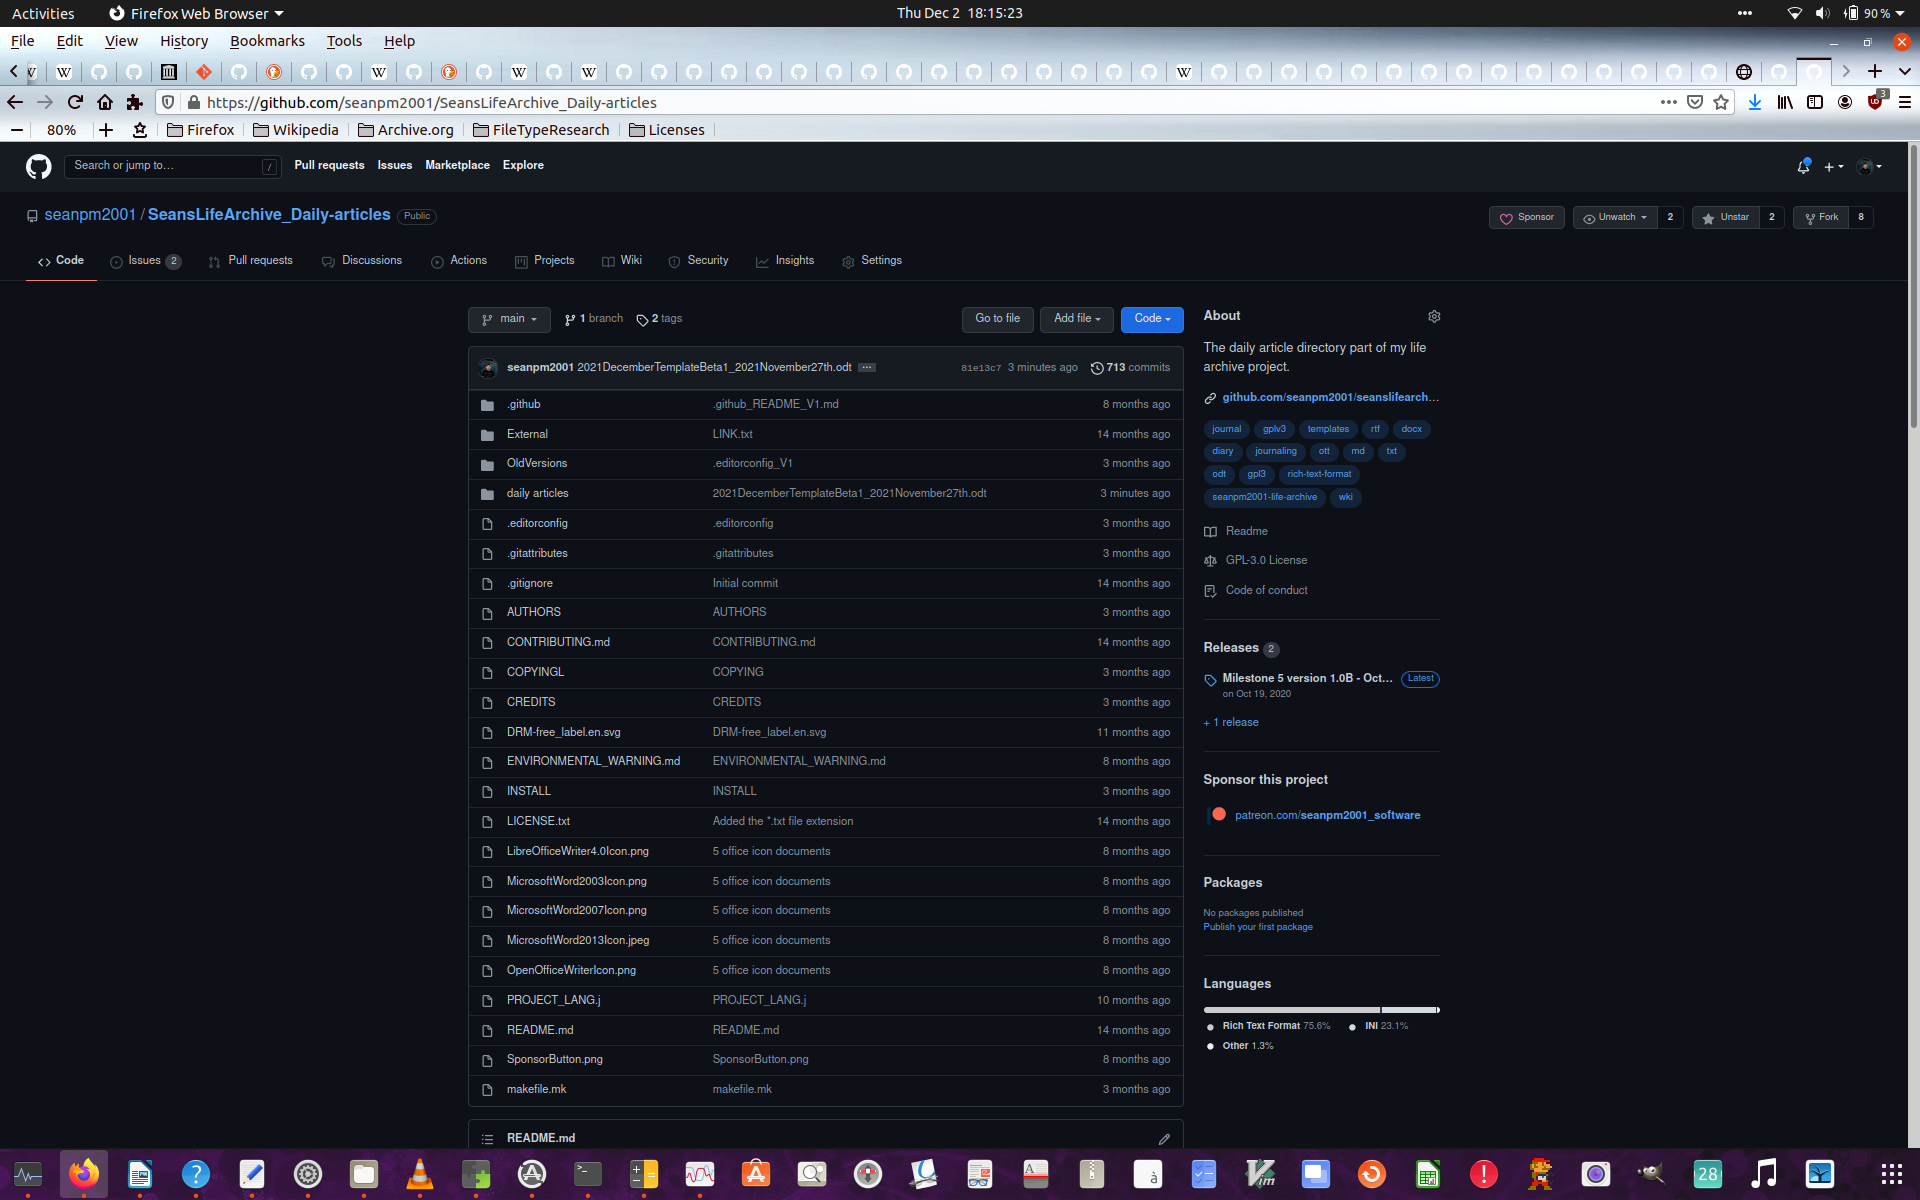 Activities Firefox Web Browser Thu Dec 2 18:15:23 90 %
File Edit View History Bookmarks Tools Help
https://github.com/seanpm2001/SeansLifeArchive_Daily-articles 3
80% Firefox Wikipedia Archive.org FileTypeResearch Licenses
Search or jump to... / Pull requests Issues Marketplace Explore
seanpm2001 / SeansLifeArchive_Daily-articles Public Sponsor Unwatch 2 Unstar 2 Fork 8
Code Issues 2 Pull requests Discussions Actions Projects Wiki Security Insights Settings
main 1 branch 2 tags Go to file Add file Code
seanpm2001 2021DecemberTemplateBeta1_2021November27th.odt ... 81e13c7 3 minutes ago 713 commits
.github .github_README_V1.md 8 months ago
External LINK.txt 14 months ago
OldVersions .editorconfig_V1 3 months ago
daily articles 2021DecemberTemplateBeta1_2021November27th.odt 3 minutes ago
.editorconfig .editorconfig 3 months ago
.gitattributes .gitattributes 3 months ago
.gitignore Initial commit 14 months ago
AUTHORS AUTHORS 3 months ago
CONTRIBUTING.md CONTRIBUTING.md 14 months ago
COPYINGL COPYING 3 months ago
CREDITS CREDITS 3 months ago
DRM-free_label.en.svg DRM-free_label.en.svg 11 months ago
ENVIRONMENTAL_WARNING.md ENVIRONMENTAL_WARNING.md 8 months ago
INSTALL INSTALL 3 months ago
LICENSE.txt Added the *.txt file extension 14 months ago
LibreOfficeWriter4.0Icon.png 5 office icon documents 8 months ago
MicrosoftWord2003Icon.png 5 office icon documents 8 months ago
MicrosoftWord2007Icon.png 5 office icon documents 8 months ago
MicrosoftWord2013Icon.jpeg 5 office icon documents 8 months ago
OpenOfficeWriterIcon.png 5 office icon documents 8 months ago
PROJECT_LANG.j PROJECT_LANG.j 10 months ago
README.md README.md 14 months ago
SponsorButton.png SponsorButton.png 8 months ago
makefile.mk makefile.mk 3 months ago
README.md
About
The daily article directory part of my life
archive project.
github.com/seanpm2001/seanslifearch...
journal gplv3 templates rtf docx
diary journaling ott md txt
odt gpl3 rich-text-format
seanpm2001-life-archive wki
Readme
GPL-3.0 License
Code of conduct
Releases 2
Milestone 5 version 1.0B - Oct... Latest
on Oct 19, 2020
+ 1 release
Sponsor this project
patreon.com/seanpm2001_software
Packages
No packages published
Publish your first package
Languages
Rich Text Format 75.6% INI 23.1%
Other 1.3%
28